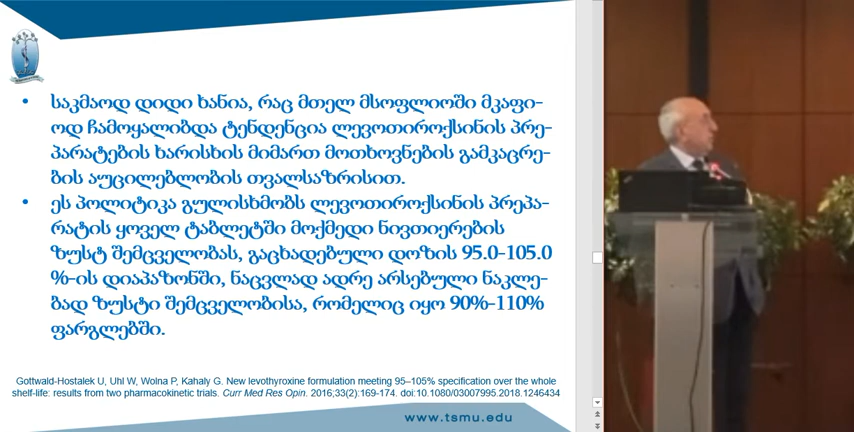 • საკმაოდ დიდი ხანია, რაც მთელ მსოფლიოში მკაფი-
ოდ ჩამოყალიბდა ტენდენცია ლევოთიროქსინის პრე-
პარატების ხარისხის მიმართ მოთხოვნების გამკაცრე-
ბის აუცილებლობის თვალსაზრისით.
• ეს პოლიტიკა გულისხმობს ლევოთიროქსინის პრეპა-
რატის ყოველ ტაბლეტში მოქმედი ნივთიერების
ზუსტ შემცველობას, გაცხადებული დოზის 95.0-105.0
%-ის დიაპაზონში, ნაცვლად ადრე არსებული ნაკლე-
ბად ზუსტი შემცველობისა, რომელიც იყო 90%-110%
ფარგლებში.
Gottwald-Hostalek U, Uhl W, Wolna P, Kahaly G. New levothyroxine formulation meeting 95–105% specification over the whole
shelf-life: results from two pharmacokinetic trials. Curr Med Res Opin. 2016;33(2):169-174. doi:10.1080/03007995.2018.1246434
www.tsmu.edu